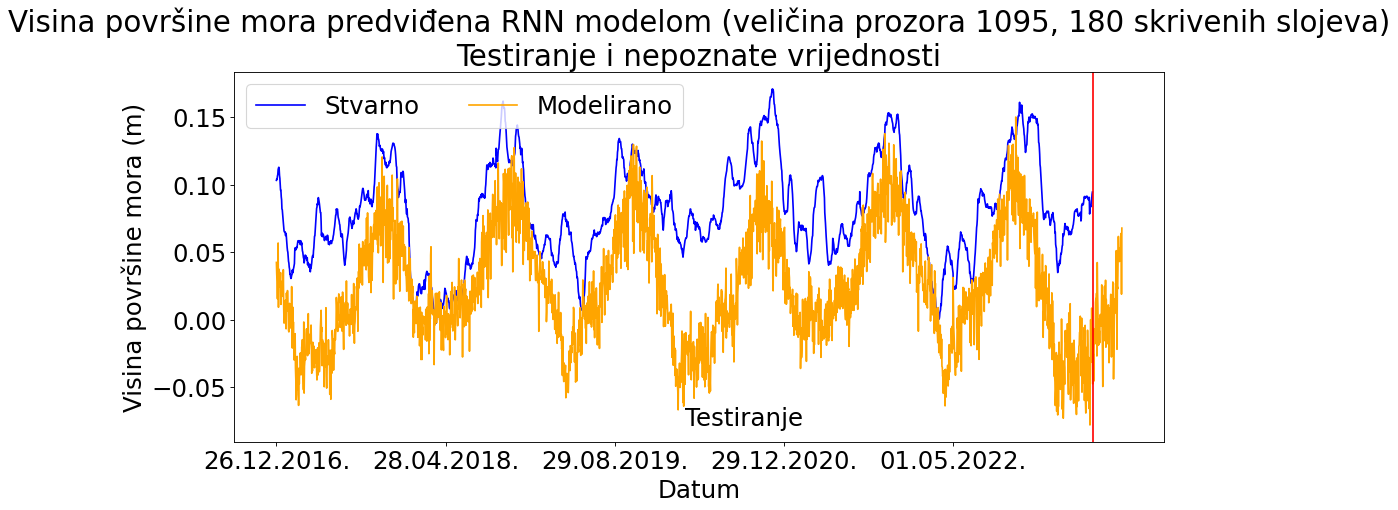 Visina površine mora predviđena RNN modelom (veličina prozora 1095, 180 skrivenih slojeva)
Testiranje i nepoznate vrijednosti
Stvarno
Modelirano
Visina površine mora (m)
0.15
0.10
0.05
0.00
−0.05
Testiranje
26.12.2016.
28.04.2018.
29.08.2019.
29.12.2020.
01.05.2022.
Datum